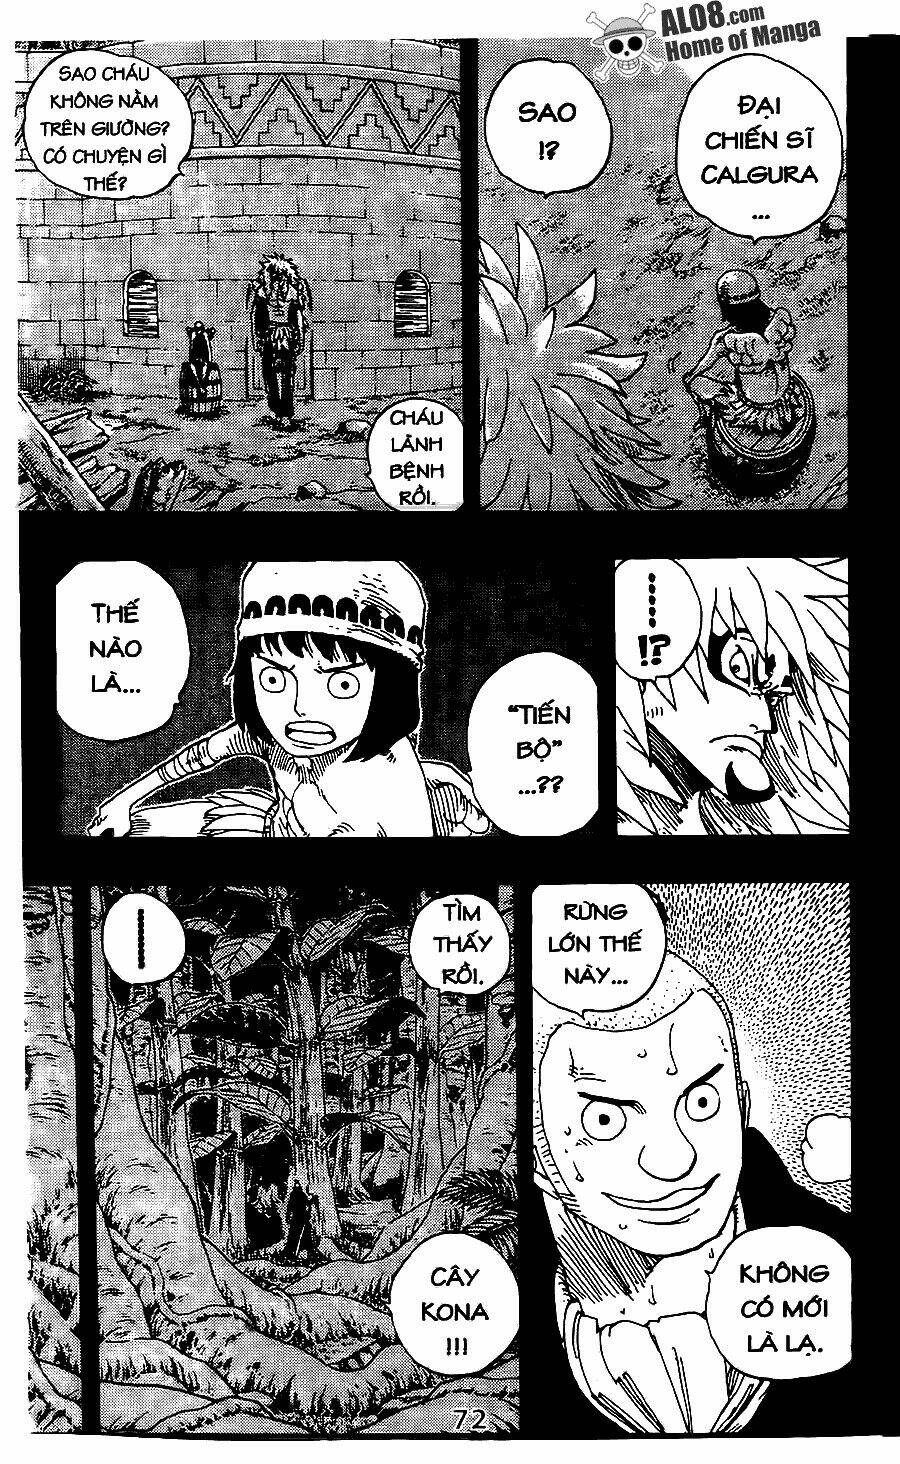 AL08.com
Home of Manga
ĐẠI
CHIẾN SĨ
CALGURA
...
SAO
!?
SAO CHÁU
KHÔNG NẰM
TRÊN GIƯỜNG?
CÓ CHUYỆN GÌ
THẾ?
CHÁU
LÀNH
BỆNH
RỒI.
......
!?
"TIẾN
BỘ"
...??
THẾ
NÀO
LÀ...
RỪNG
LỚN THẾ
NÀY...
KHÔNG
CÓ MỚI
LÀ LẠ.
TÌM
THẤY
RỒI.
CÂY
KONA
!!!
.........
72